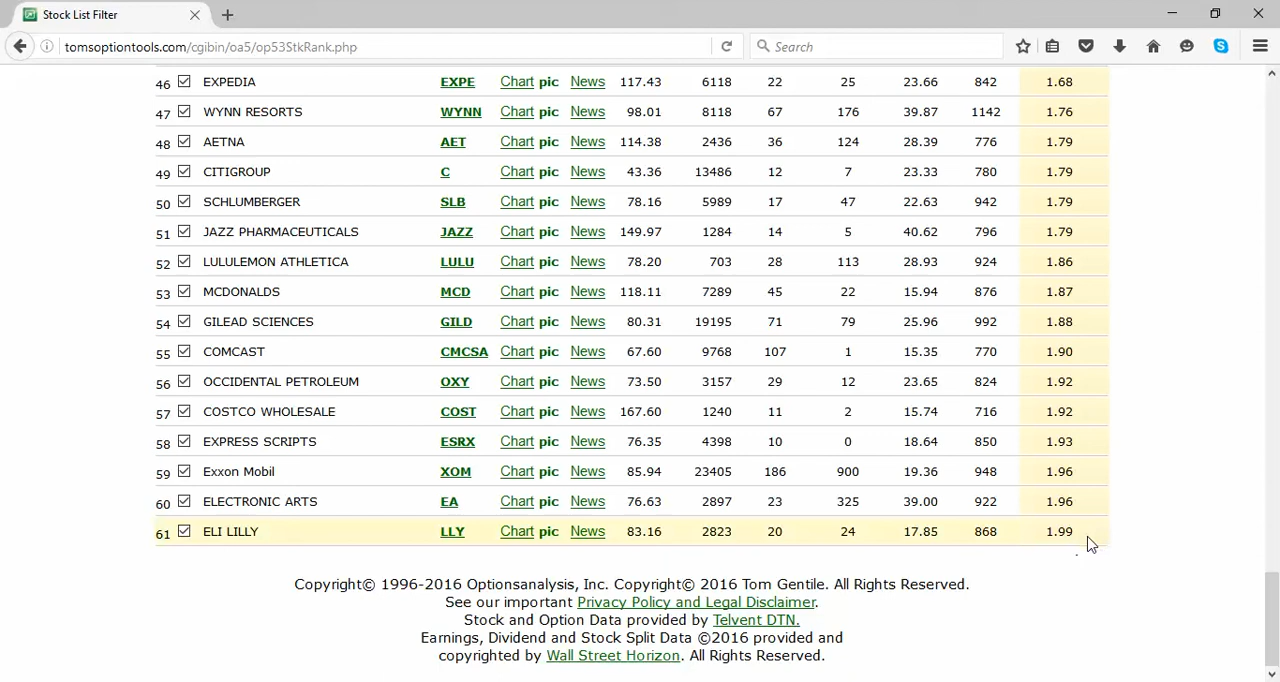 Stock List Filter
tomsoptiontools.com/cgibin/oa5/op53StkRank.php
Search
46 EXPEDIA EXPE Chart pic News 117.43 6118 22 25 23.66 842 1.68
47 WYNN RESORTS WYNN Chart pic News 98.01 8118 67 176 39.87 1142 1.76
48 AETNA AET Chart pic News 114.38 2436 36 124 28.39 776 1.79
49 CITIGROUP C Chart pic News 43.36 13486 12 7 23.33 780 1.79
50 SCHLUMBERGER SLB Chart pic News 78.16 5989 17 47 22.63 942 1.79
51 JAZZ PHARMACEUTICALS JAZZ Chart pic News 149.97 1284 14 5 40.62 796 1.79
52 LULULEMON ATHLETICA LULU Chart pic News 78.20 703 28 113 28.93 924 1.86
53 MCDONALDS MCD Chart pic News 118.11 7289 45 22 15.94 876 1.87
54 GILEAD SCIENCES GILD Chart pic News 80.31 19195 71 79 25.96 992 1.88
55 COMCAST CMCSA Chart pic News 67.60 9768 107 1 15.35 770 1.90
56 OCCIDENTAL PETROLEUM OXY Chart pic News 73.50 3157 29 12 23.65 824 1.92
57 COSTCO WHOLESALE COST Chart pic News 167.60 1240 11 2 15.74 716 1.92
58 EXPRESS SCRIPTS ESRX Chart pic News 76.35 4398 10 0 18.64 850 1.93
59 Exxon Mobil XOM Chart pic News 85.94 23405 186 900 19.36 948 1.96
60 ELECTRONIC ARTS EA Chart pic News 76.63 2897 23 325 39.00 922 1.96
61 ELI LILLY LLY Chart pic News 83.16 2823 20 24 17.85 868 1.99
Copyright© 1996-2016 Optionsanalysis, Inc. Copyright© 2016 Tom Gentile. All Rights Reserved.
See our important Privacy Policy and Legal Disclaimer.
Stock and Option Data provided by Telvent DTN.
Earnings, Dividend and Stock Split Data ©2016 provided and
copyrighted by Wall Street Horizon. All Rights Reserved.